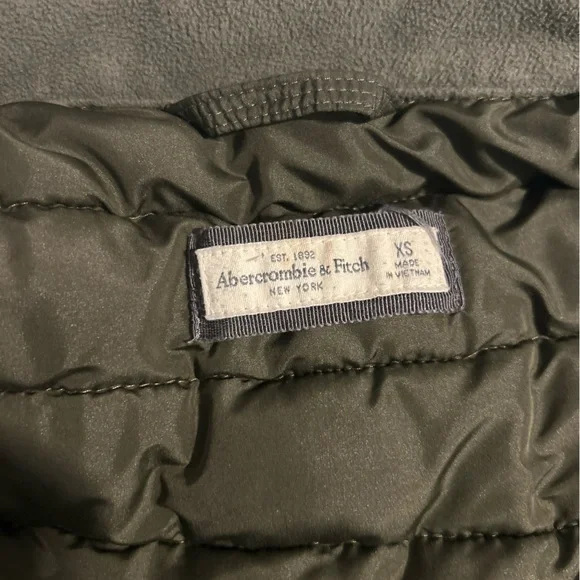 EST. 1892
Abercrombie & Fitch
NEW YORK
XS
MADE
IN VIETNAM